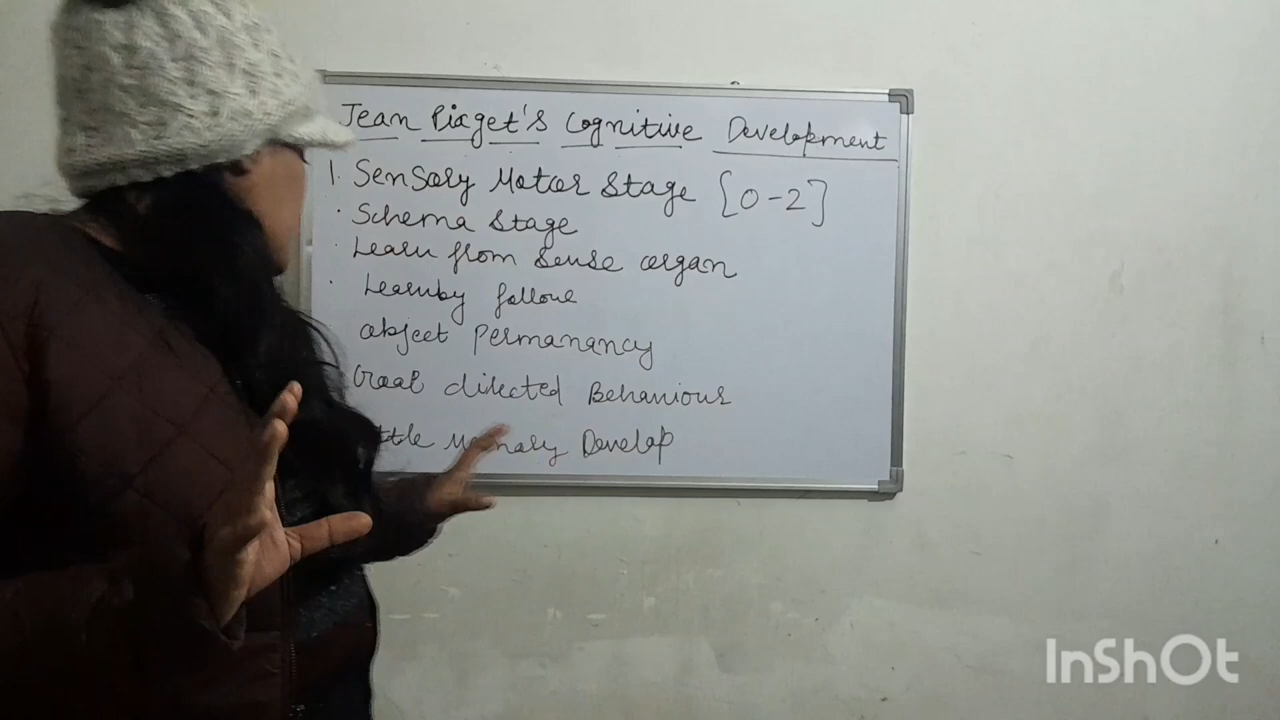 Jean Piaget's Cognitive Development
1. Sensory Motor Stage [0-2]
· Schema Stage
· Learn from sense organ
· Learn by follow
object permanancy
Goal directed Behaviour
Memory Develop
InShOt